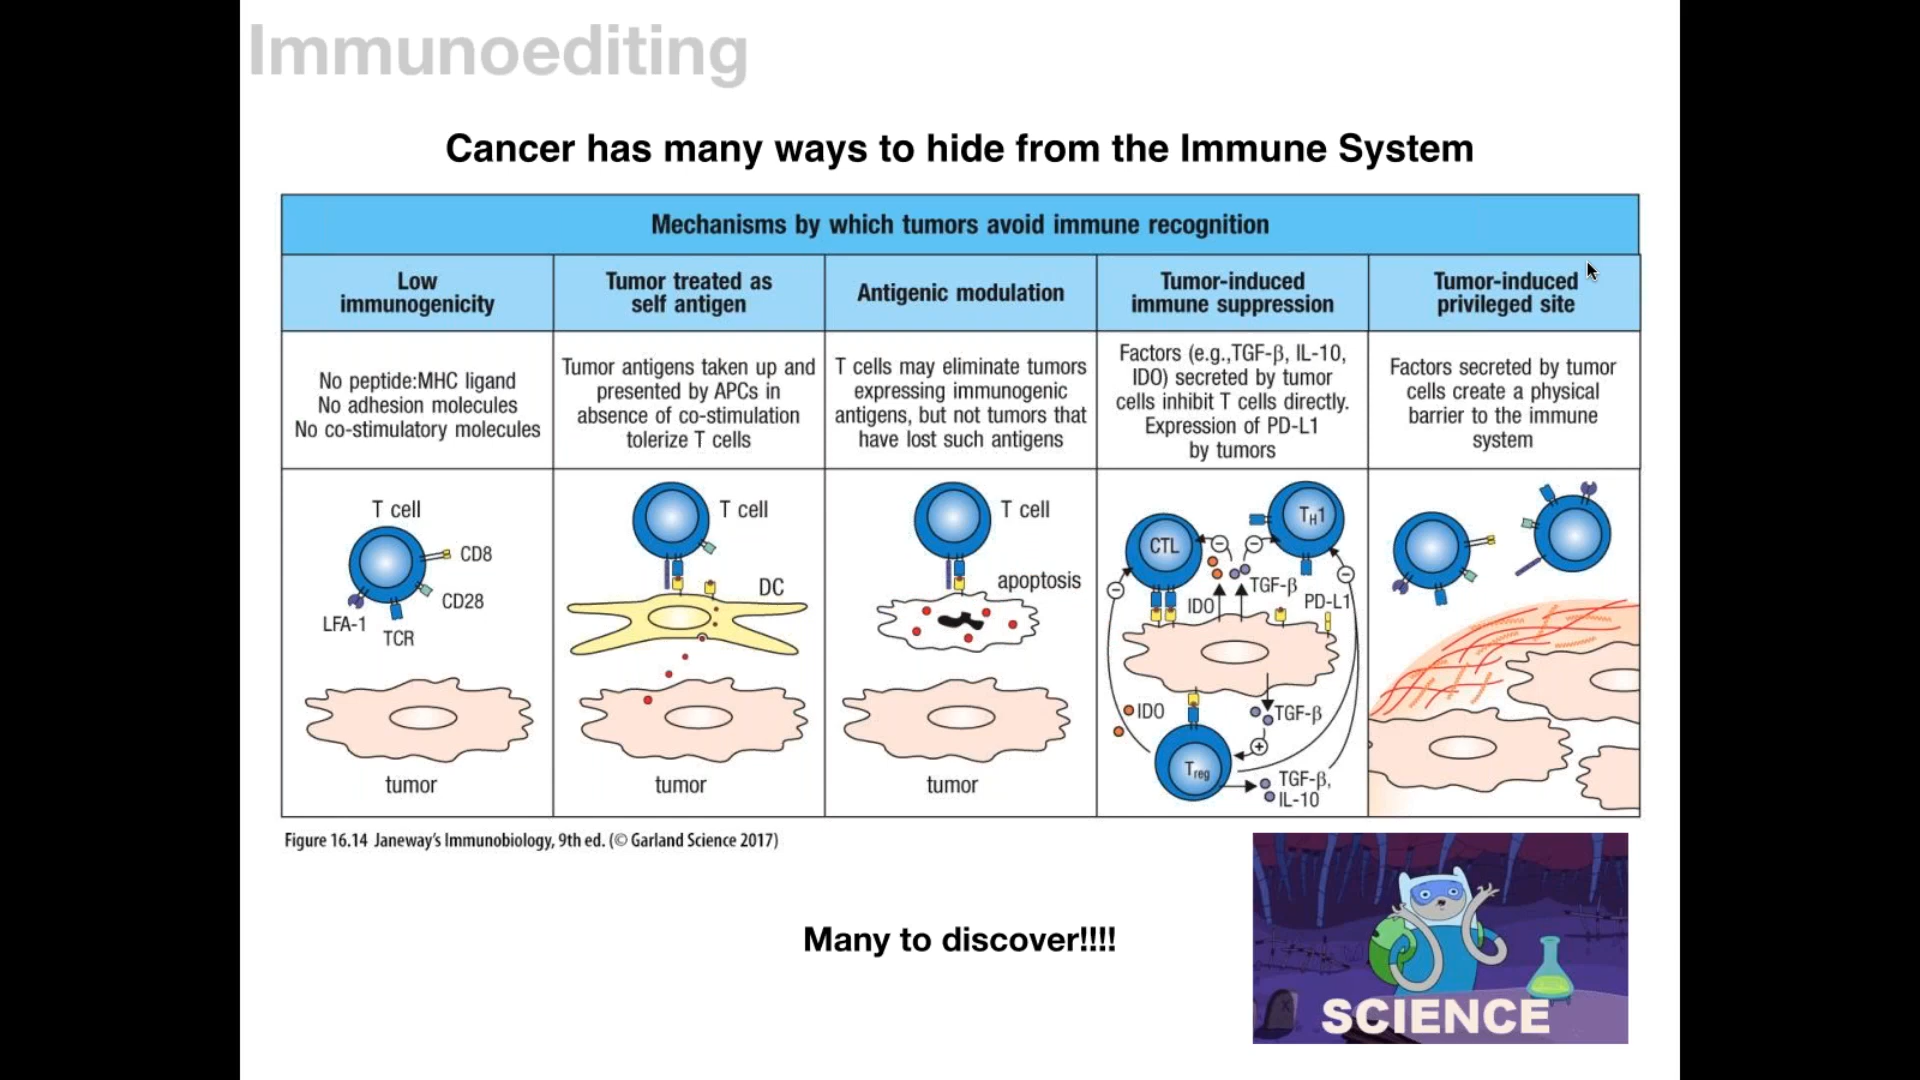 Immunoediting
Cancer has many ways to hide from the Immune System
Mechanisms by which tumors avoid immune recognition
Low
immunogenicity
Tumor treated as
self antigen
Antigenic modulation
Tumor-induced
immune suppression
Tumor-induced
privileged site
No peptide:MHC ligand
No adhesion molecules
No co-stimulatory molecules
Tumor antigens taken up and
presented by APCs in
absence of co-stimulation
tolerize T cells
T cells may eliminate tumors
expressing immunogenic
antigens, but not tumors that
have lost such antigens
Factors (e.g.,TGF-β, IL-10,
IDO) secreted by tumor
cells inhibit T cells directly.
Expression of PD-L1
by tumors
Factors secreted by tumor
cells create a physical
barrier to the immune
system
T cell
CD8
CD28
LFA-1
TCR
tumor
T cell
DC
tumor
T cell
apoptosis
tumor
CTL
TH1
IDO
TGF-β
PD-L1
IDO
TGF-β
Treg
TGF-β,
IL-10
Figure 16.14 Janeway's Immunobiology, 9th ed. (© Garland Science 2017)
Many to discover!!!!
SCIENCE